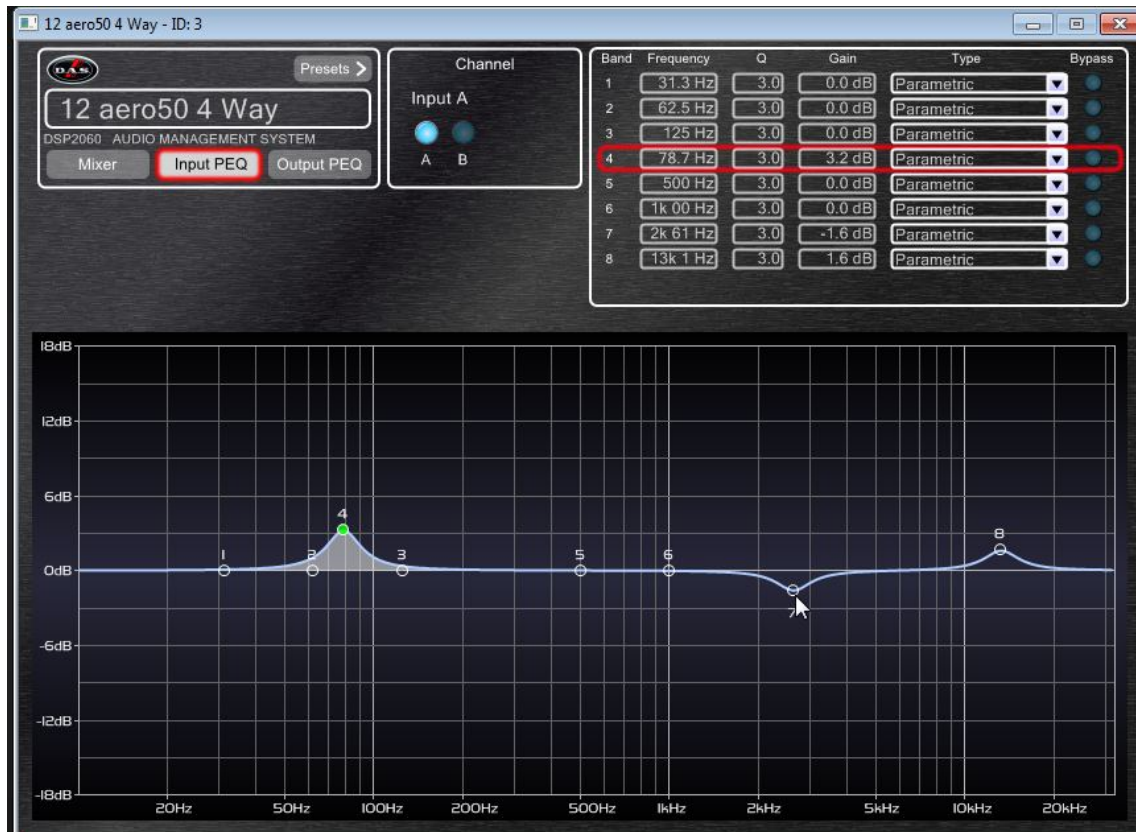 12 aero50 4 Way - ID: 3
DAS
Presets >
12 aero50 4 Way
DSP2060 AUDIO MANAGEMENT SYSTEM
Mixer Input PEQ Output PEQ
Channel
Input A
A B
Band Frequency Q Gain Type Bypass
1 31.3 Hz 3.0 0.0 dB Parametric
2 62.5 Hz 3.0 0.0 dB Parametric
3 125 Hz 3.0 0.0 dB Parametric
4 78.7 Hz 3.0 3.2 dB Parametric
5 500 Hz 3.0 0.0 dB Parametric
6 1k 00 Hz 3.0 0.0 dB Parametric
7 2k 61 Hz 3.0 -1.6 dB Parametric
8 13k 1 Hz 3.0 1.6 dB Parametric
18dB
12dB
6dB
4
8
1 2 3 5 6
0dB
7
-6dB
-12dB
-18dB
20Hz 50Hz 100Hz 200Hz 500Hz 1kHz 2kHz 5kHz 10kHz 20kHz